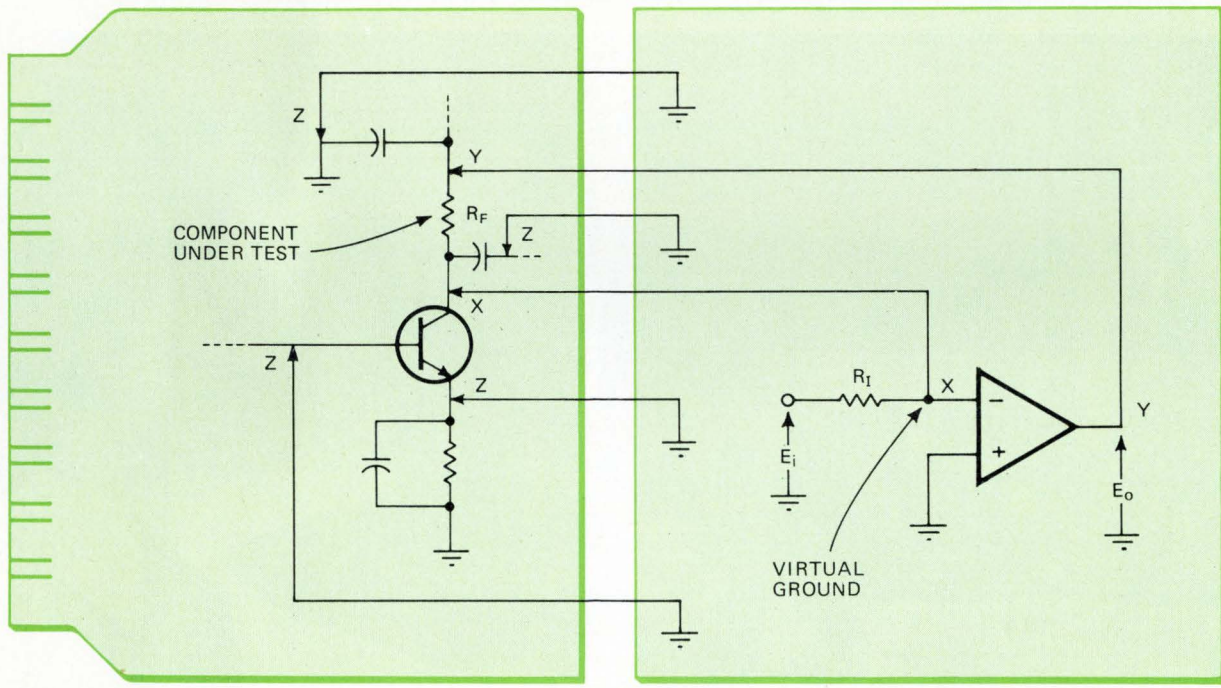 Z
Y
R_F
COMPONENT
UNDER TEST
Z
X
Z
Z
R_I
X
−
+
Y
E_i
E_o
VIRTUAL
GROUND